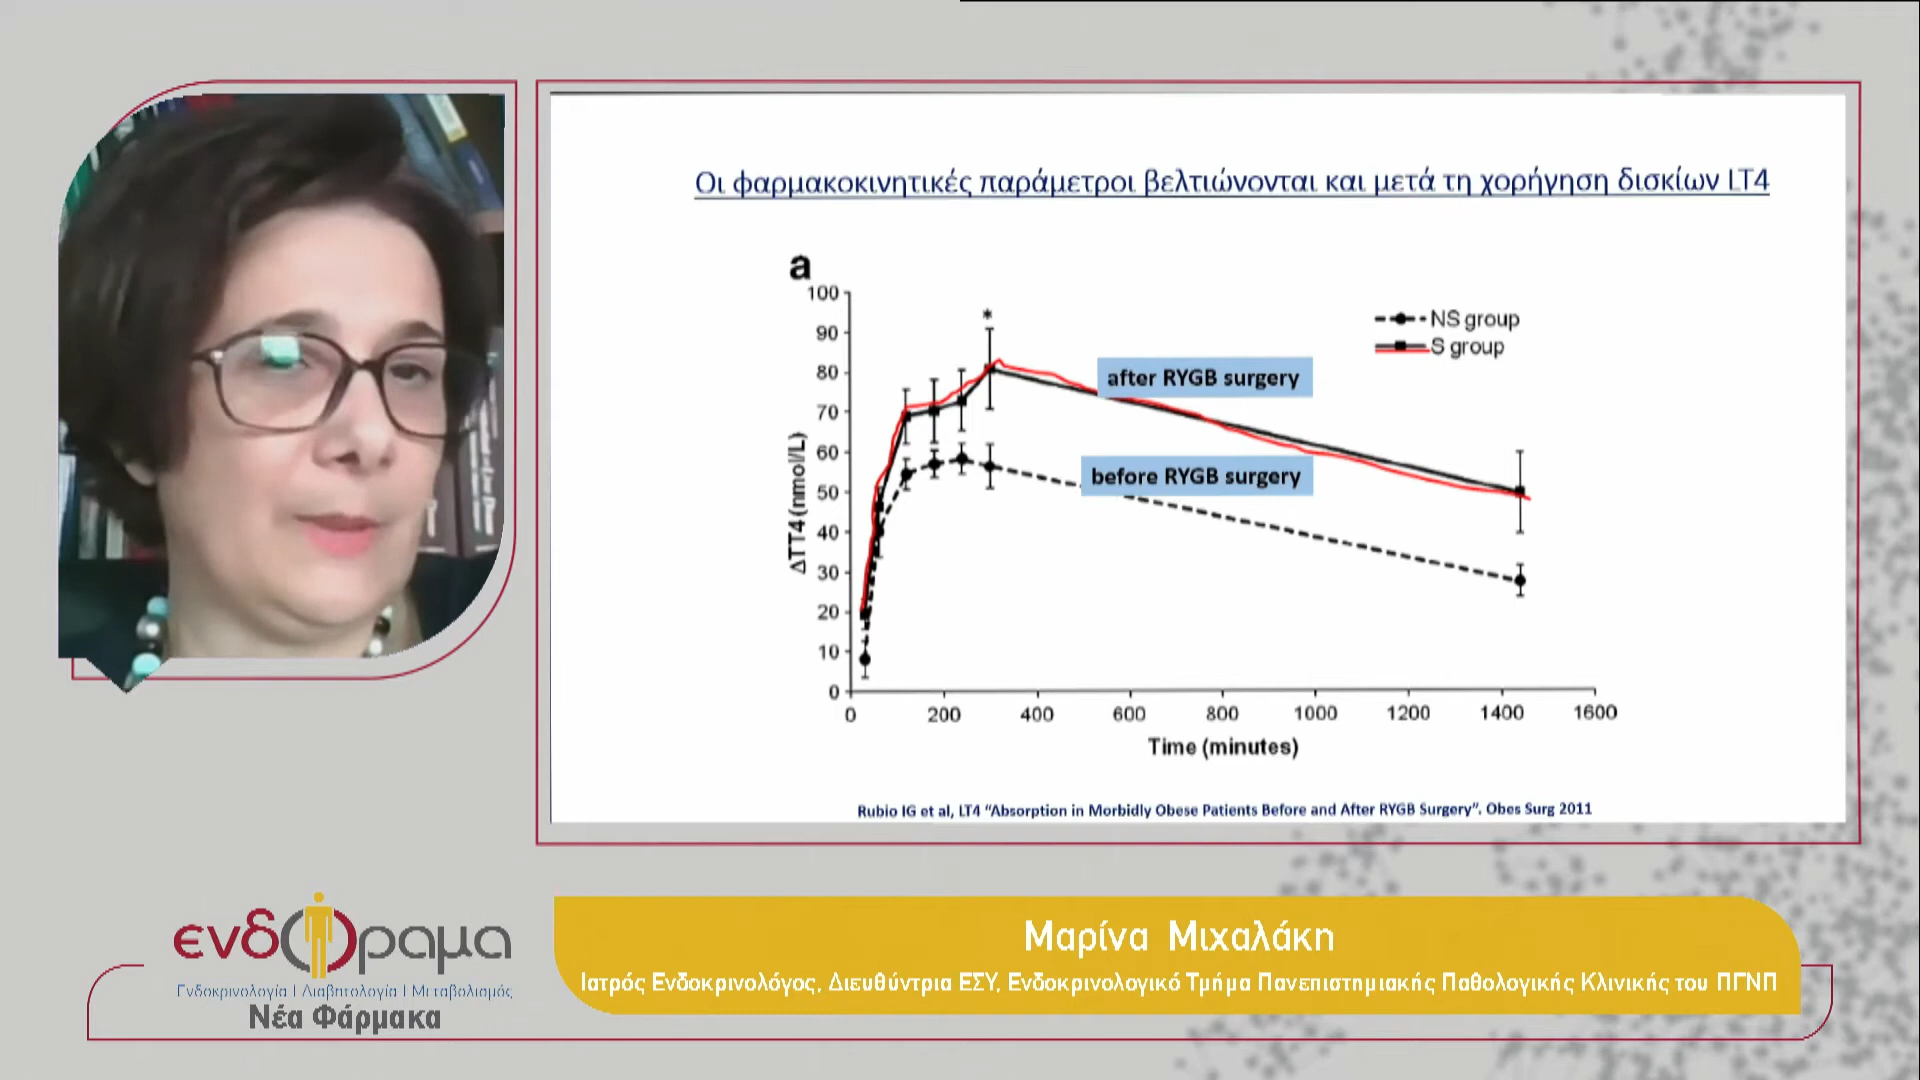 Οι φαρμακοκινητικές παράμετροι βελτιώνονται και μετά τη χορήγηση δισκίων LT4
a
100
90
80
70
60
50
40
30
20
10
0
ΔTT4 (nmol/L)
*
NS group
S group
after RYGB surgery
before RYGB surgery
0 200 400 600 800 1000 1200 1400 1600
Time (minutes)
Rubio IG et al, LT4 “Absorption in Morbidly Obese Patients Before and After RYGB Surgery”. Obes Surg 2011
ενδόραμα
Ενδοκρινολογία | Διαβητολογία | Μεταβολισμός
Νέα Φάρμακα
Μαρίνα Μιχαλάκη
Ιατρός Ενδοκρινολόγος, Διευθύντρια ΕΣΥ, Ενδοκρινολογικό Τμήμα Πανεπιστημιακής Παθολογικής Κλινικής του ΠΓΝΠ